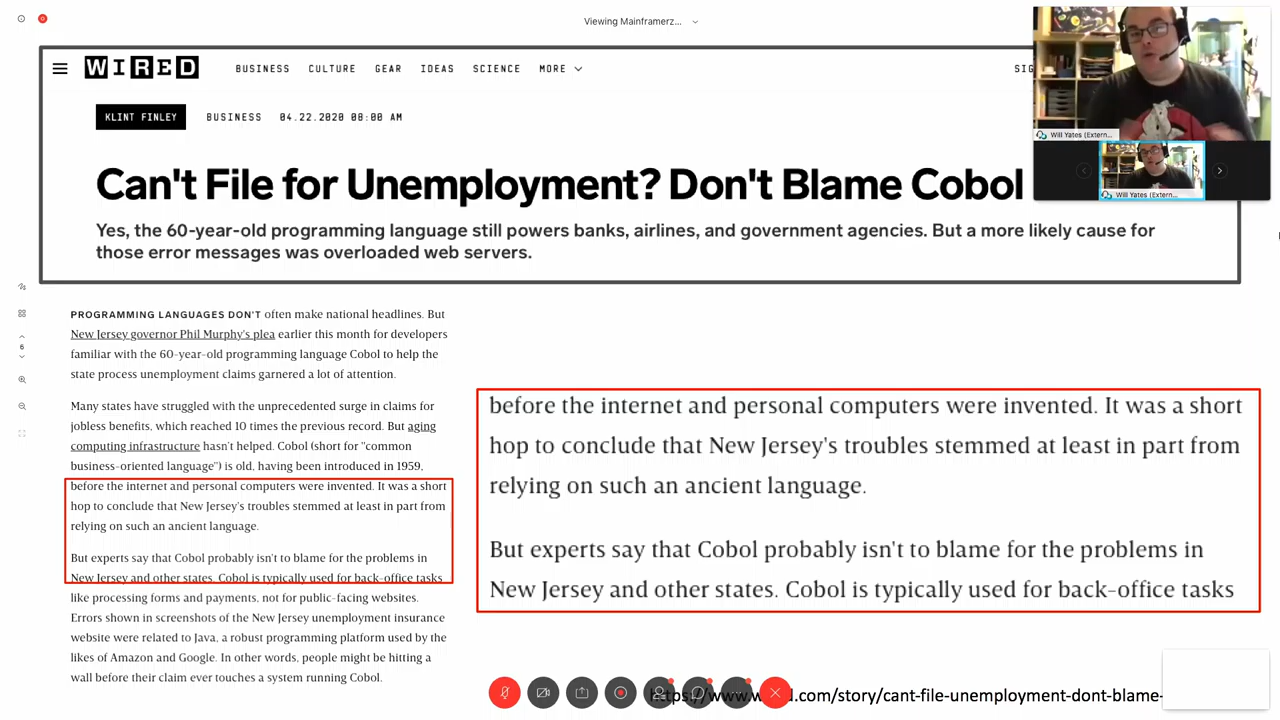 Viewing Mainframerz...
WIRED
BUSINESS CULTURE GEAR IDEAS SCIENCE MORE
KLINT FINLEY BUSINESS 04.22.2020 08:00 AM
Can't File for Unemployment? Don't Blame Cobol
Yes, the 60-year-old programming language still powers banks, airlines, and government agencies. But a more likely cause for
those error messages was overloaded web servers.
Will Yates (Extern...
Will Yates (Extern...
6
PROGRAMMING LANGUAGES DON'T often make national headlines. But
New Jersey governor Phil Murphy's plea earlier this month for developers
familiar with the 60-year-old programming language Cobol to help the
state process unemployment claims garnered a lot of attention.
Many states have struggled with the unprecedented surge in claims for
jobless benefits, which reached 10 times the previous record. But aging
computing infrastructure hasn't helped. Cobol (short for "common
business-oriented language") is old, having been introduced in 1959,
before the internet and personal computers were invented. It was a short
hop to conclude that New Jersey's troubles stemmed at least in part from
relying on such an ancient language.
But experts say that Cobol probably isn't to blame for the problems in
New Jersey and other states. Cobol is typically used for back-office tasks
like processing forms and payments, not for public-facing websites.
Errors shown in screenshots of the New Jersey unemployment insurance
website were related to Java, a robust programming platform used by the
likes of Amazon and Google. In other words, people might be hitting a
wall before their claim ever touches a system running Cobol.
before the internet and personal computers were invented. It was a short
hop to conclude that New Jersey's troubles stemmed at least in part from
relying on such an ancient language.
But experts say that Cobol probably isn't to blame for the problems in
New Jersey and other states. Cobol is typically used for back-office tasks
.com/story/cant-file-unemployment-dont-blame-